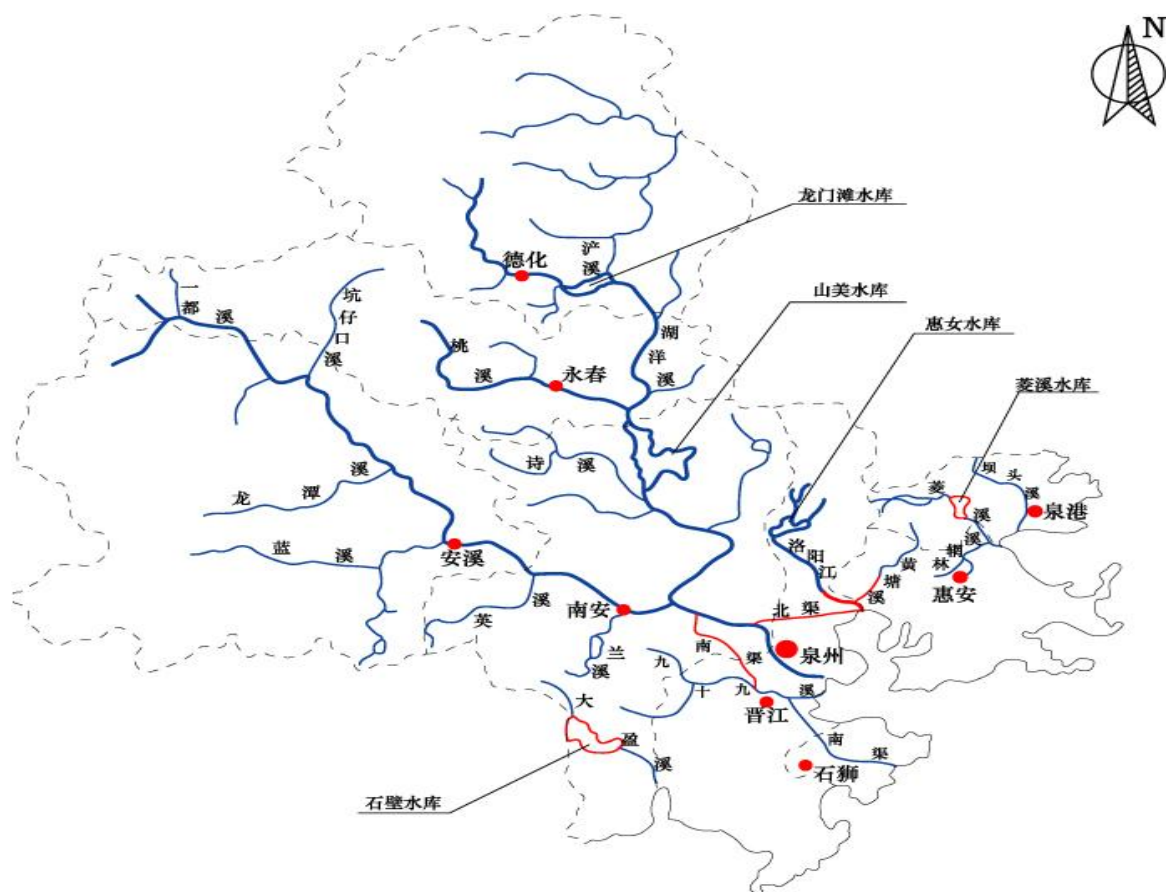 N
龙门滩水库
浐溪
德化
山美水库
一都溪
坑仔口溪
惠女水库
湖洋溪
桃溪
永春
菱溪水库
坝头溪
诗溪
菱溪
泉港
龙潭溪
洛阳江
林辋溪
蓝溪
安溪
黄塘溪
惠安
英溪
南安
北渠
兰溪
南渠
泉州
九十九溪
大盈溪
晋江
南渠
石狮
石壁水库